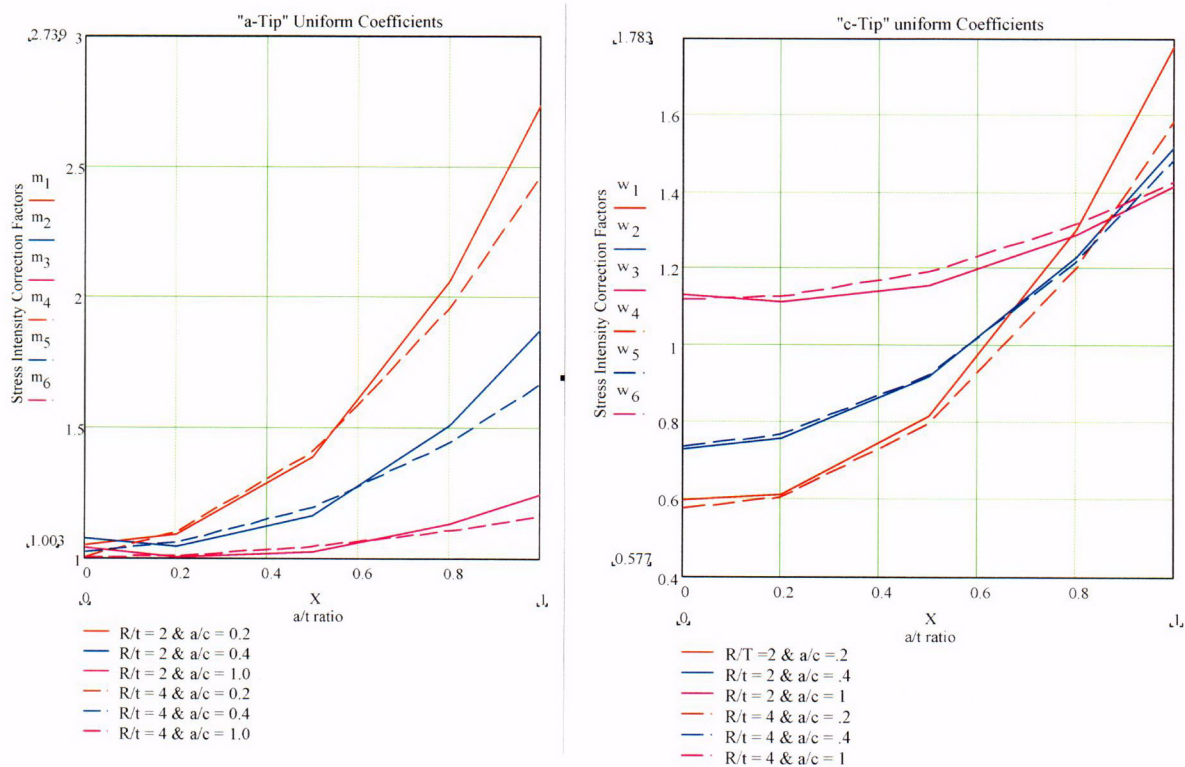 "a-Tip" Uniform Coefficients
2.739
3
2.5
2
1.5
1
1.003
Stress Intensity Correction Factors
m1
m2
m3
m4
m5
m6
0
0.2
0.4
0.6
0.8
1
0
X
1
a/t ratio
R/t = 2 & a/c = 0.2
R/t = 2 & a/c = 0.4
R/t = 2 & a/c = 1.0
R/t = 4 & a/c = 0.2
R/t = 4 & a/c = 0.4
R/t = 4 & a/c = 1.0
"c-Tip" uniform Coefficients
1.783
1.6
1.4
1.2
1
0.8
0.6
0.577
0.4
Stress Intensity Correction Factors
w1
w2
w3
w4
w5
w6
0
0.2
0.4
0.6
0.8
1
0
X
1
a/t ratio
R/T =2 & a/c =.2
R/t = 2 & a/c = .4
R/t = 2 & a/c = 1
R/t = 4 & a/c = .2
R/t = 4 & a/c = .4
R/t = 4 & a/c = 1